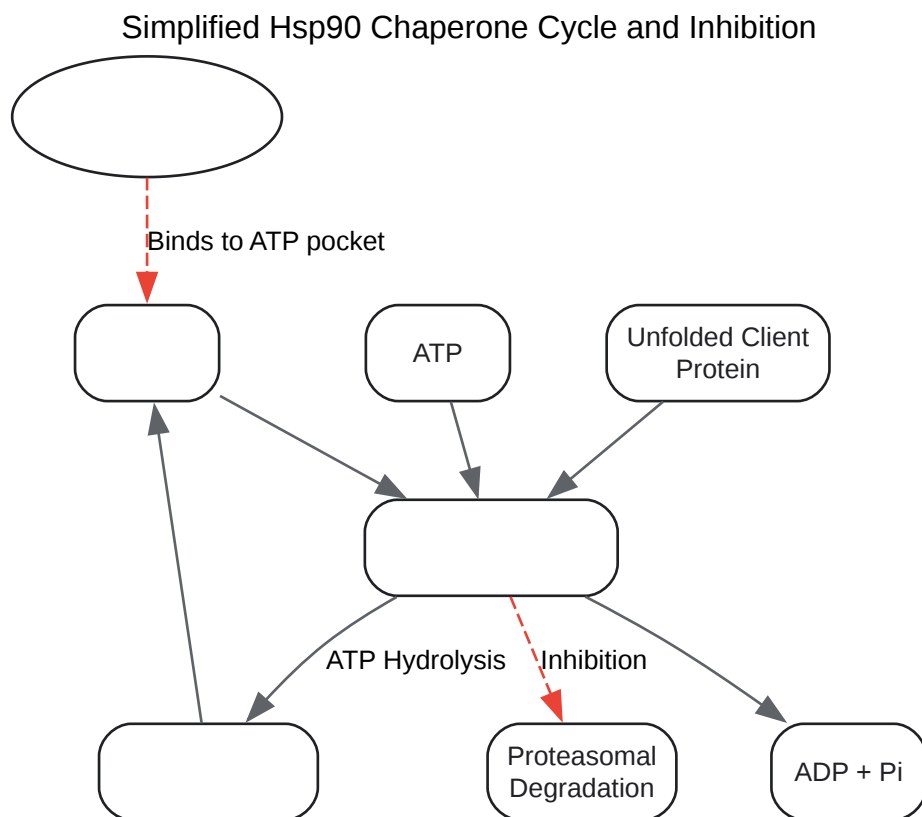 Simplified Hsp90 Chaperone Cycle and Inhibition
Binds to ATP pocket
ATP
Unfolded Client
Protein
ATP Hydrolysis
Inhibition
Proteasomal
Degradation
ADP + Pi